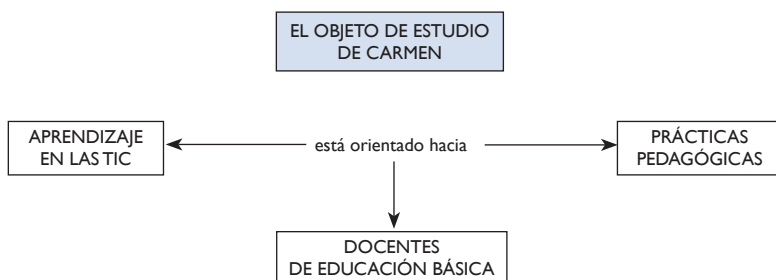 EL OBJETO DE ESTUDIO
DE CARMEN
APRENDIZAJE
EN LAS TIC
está orientado hacia
PRÁCTICAS
PEDAGÓGICAS
DOCENTES
DE EDUCACIÓN BÁSICA